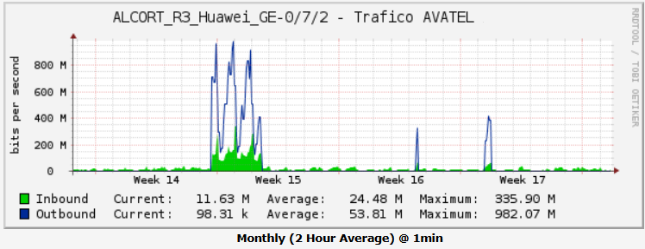 ALCORT_R3_Huawei_GE-0/7/2 - Trafico AVATEL
RRDTOOL / TOBI OETIKER
bits per second
800 M
600 M
400 M
200 M
0
Week 14 Week 15 Week 16 Week 17
Inbound Current: 11.63 M Average: 24.48 M Maximum: 335.90 M
Outbound Current: 98.31 k Average: 53.81 M Maximum: 982.07 M
Monthly (2 Hour Average) @ 1min